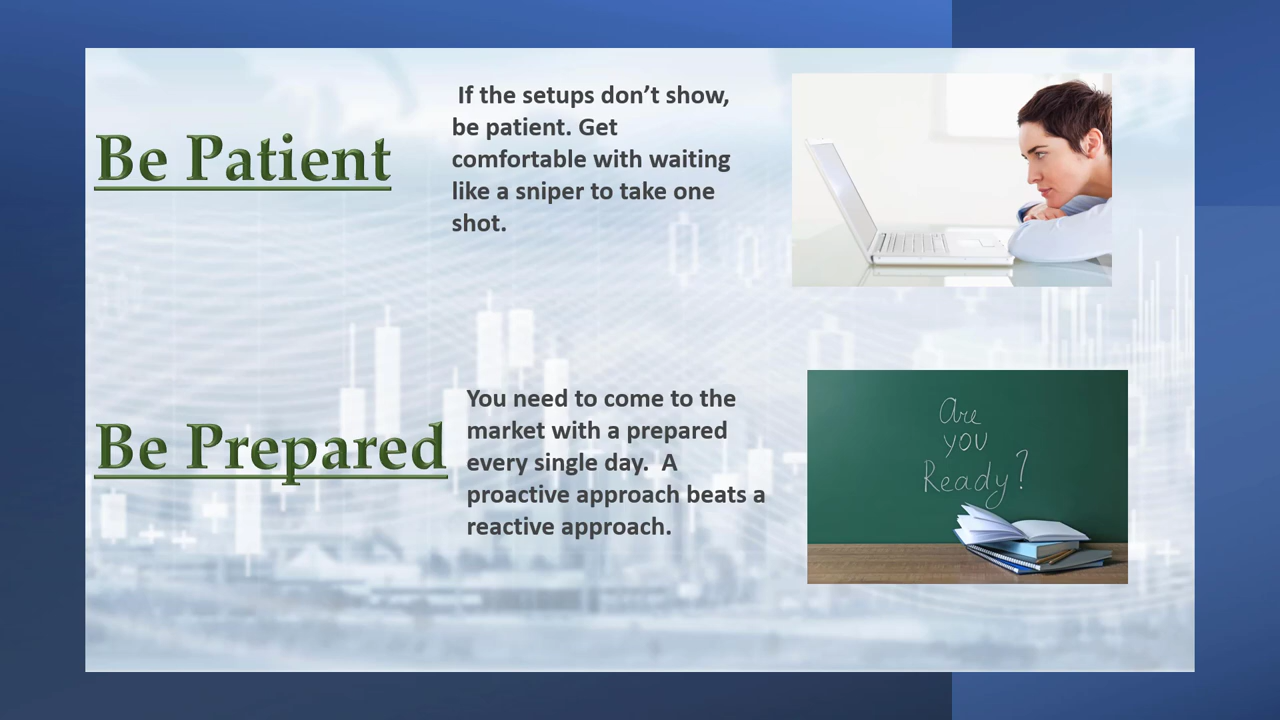 Be Patient
If the setups don’t show,
be patient. Get
comfortable with waiting
like a sniper to take one
shot.
Be Prepared
You need to come to the
market with a prepared
every single day.  A
proactive approach beats a
reactive approach.
Are
you
Ready?